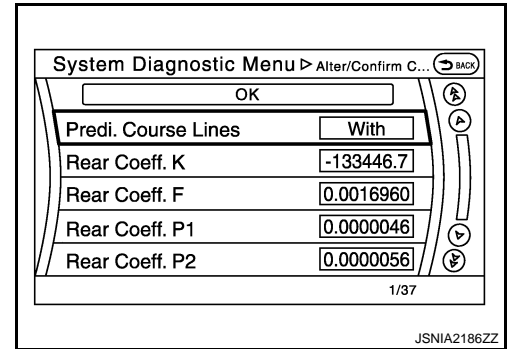 System Diagnostic Menu ▷ Alter/Confirm C... BACK
OK
Predi. Course Lines With
Rear Coeff. K -133446.7
Rear Coeff. F 0.0016960
Rear Coeff. P1 0.0000046
Rear Coeff. P2 0.0000056
1/37
JSNIA2186ZZ